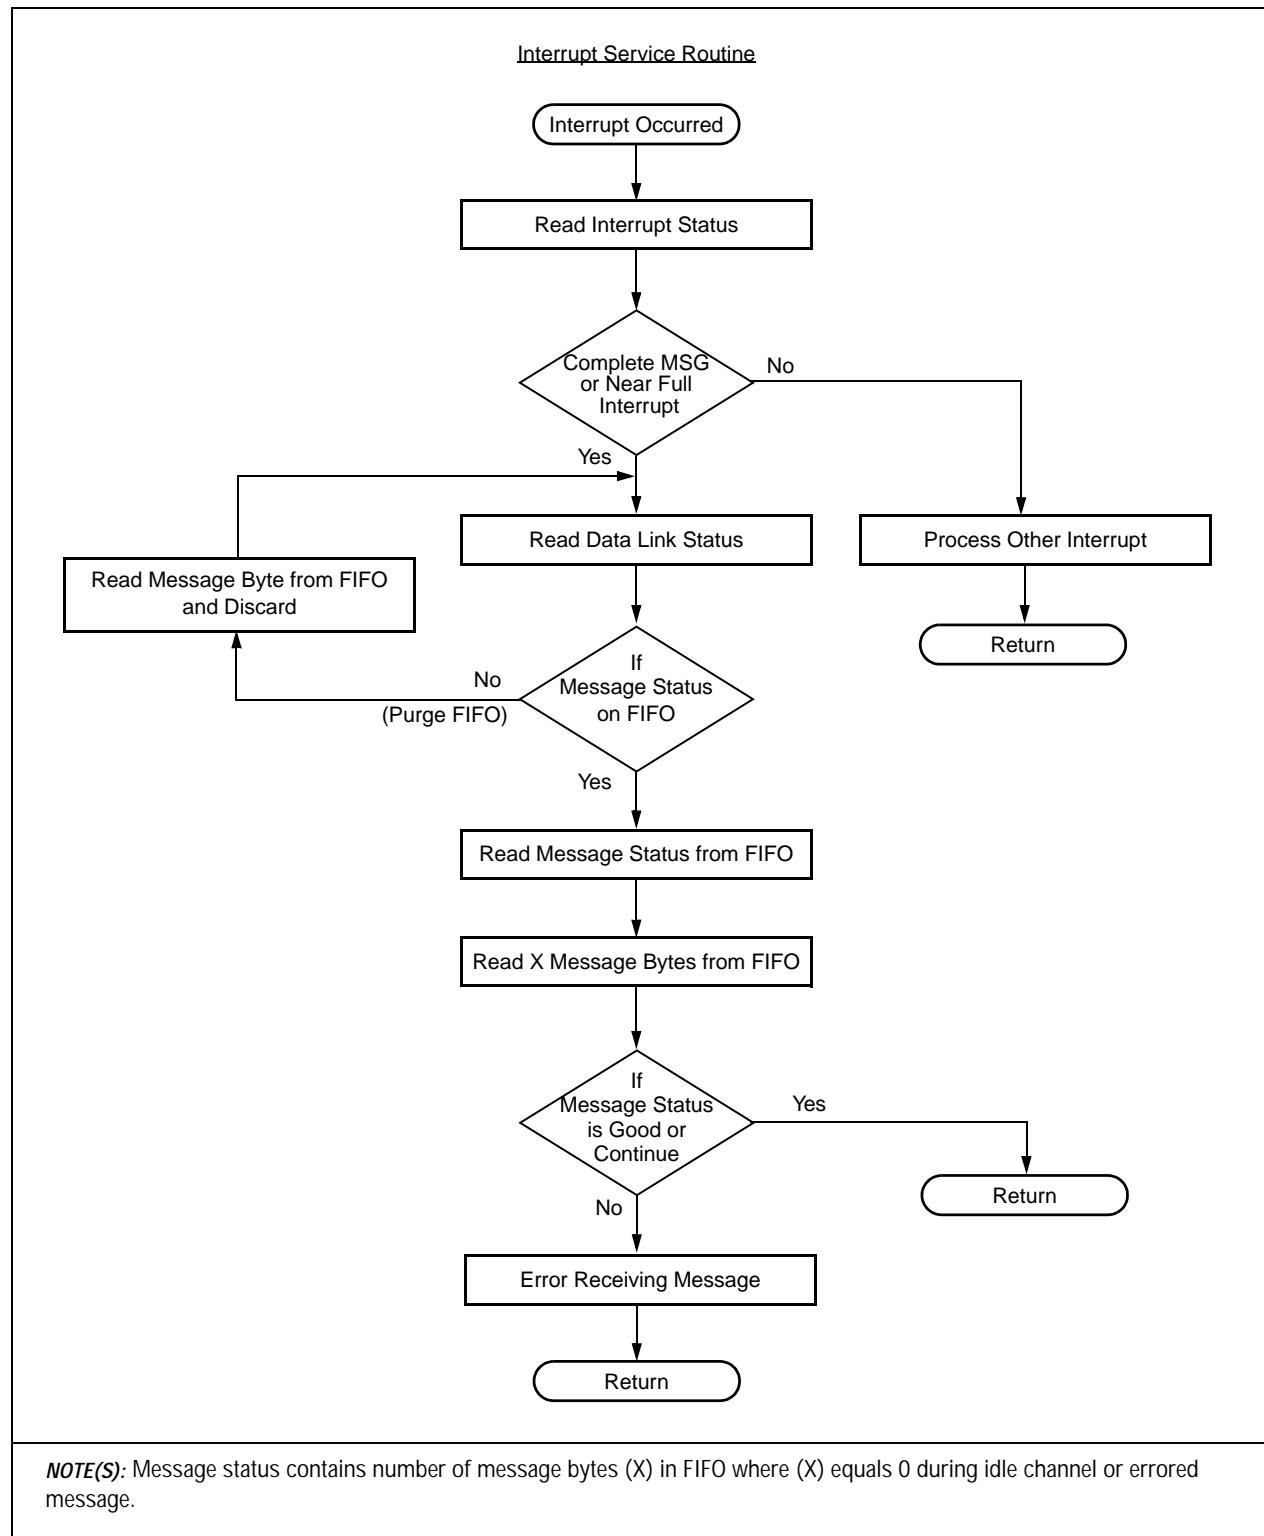 Interrupt Service Routine
Interrupt Occurred
Read Interrupt Status
Complete MSG
or Near Full
Interrupt
No
Yes
Read Data Link Status
Process Other Interrupt
Read Message Byte from FIFO
and Discard
Return
If
Message Status
on FIFO
No
(Purge FIFO)
Yes
Read Message Status from FIFO
Read X Message Bytes from FIFO
If
Message Status
is Good or
Continue
Yes
Return
No
Error Receiving Message
Return
NOTE(S): Message status contains number of message bytes (X) in FIFO where (X) equals 0 during idle channel or errored
message.